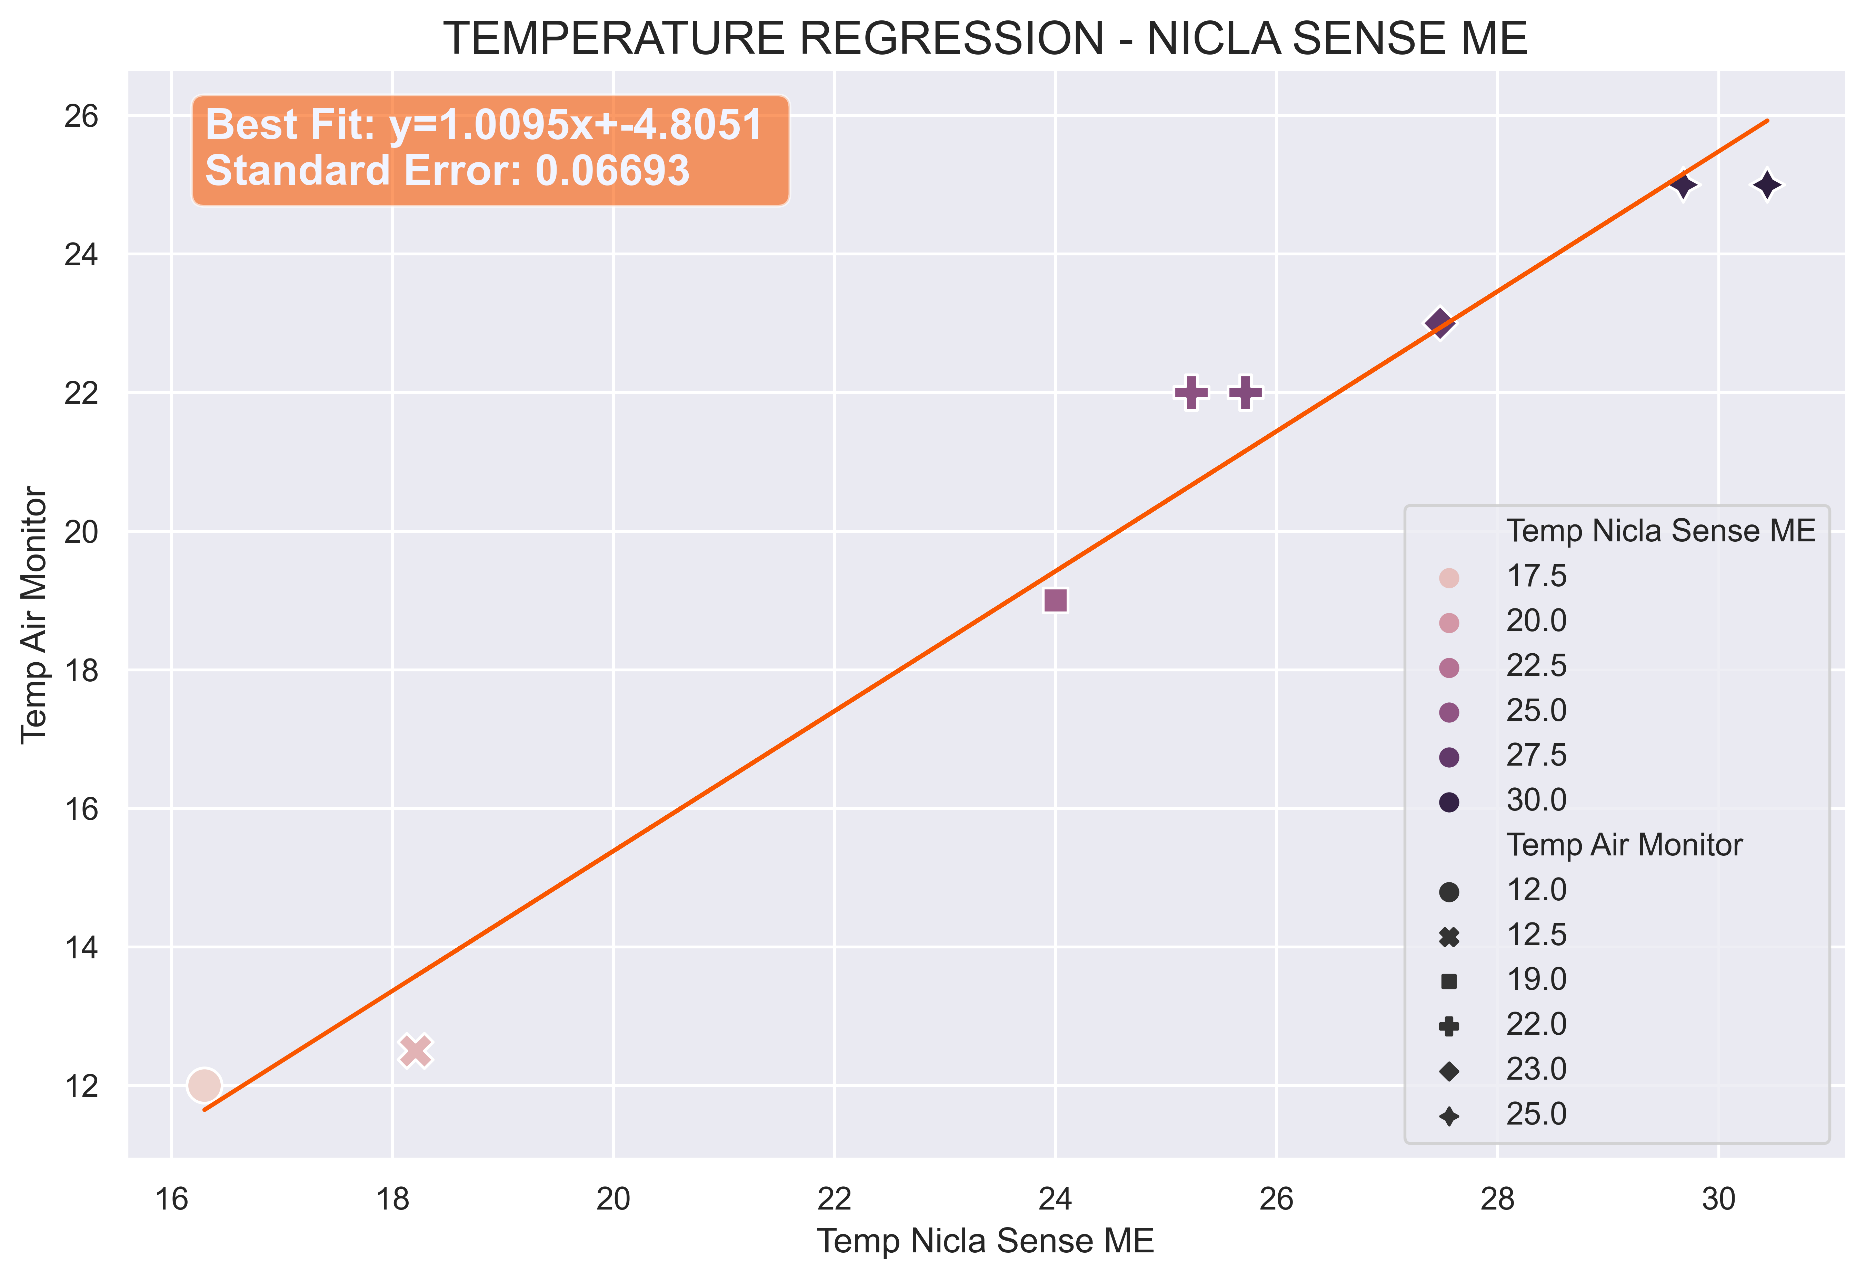 TEMPERATURE REGRESSION - NICLA SENSE ME
Best Fit: y=1.0095x+-4.8051
Standard Error: 0.06693
26
24
22
20
18
16
14
12
Temp Air Monitor
Temp Nicla Sense ME
17.5
20.0
22.5
25.0
27.5
30.0
Temp Air Monitor
12.0
12.5
19.0
22.0
23.0
25.0
16 18 20 22 24 26 28 30
Temp Nicla Sense ME